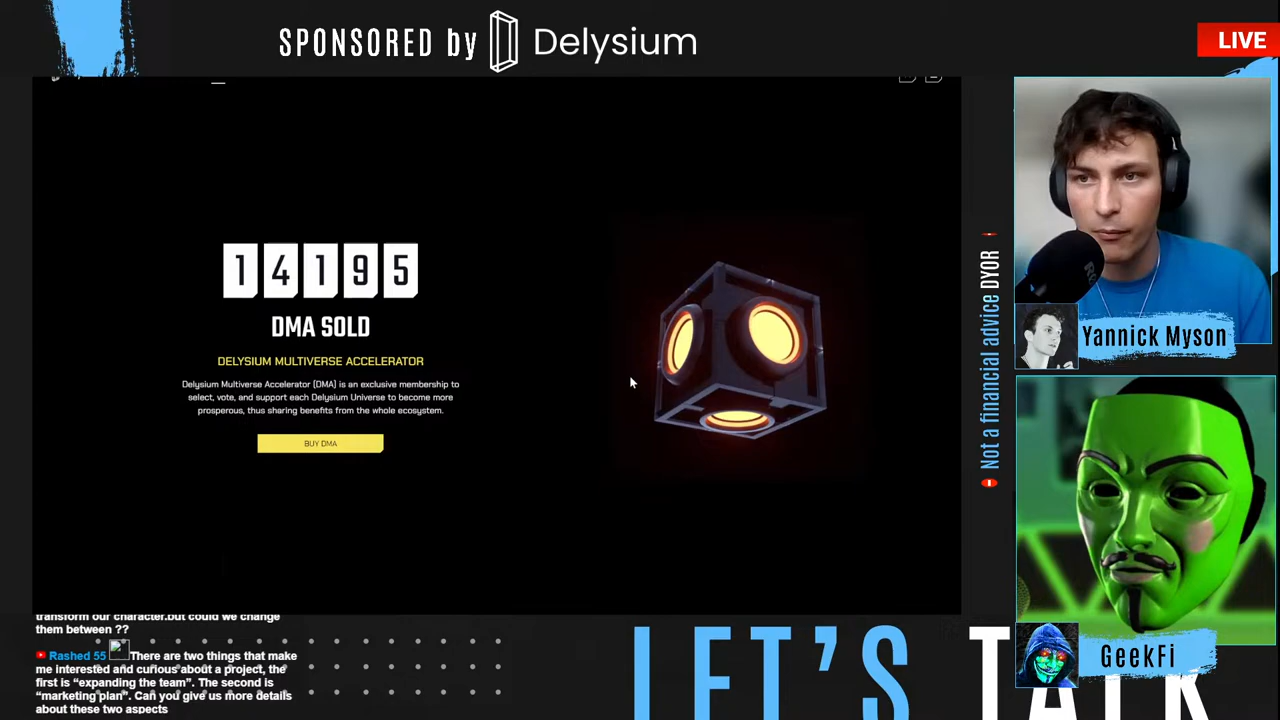 SPONSORED by Delysium
LIVE
14195
DMA SOLD
DELYSIUM MULTIVERSE ACCELERATOR
Delysium Multiverse Accelerator (DMA) is an exclusive membership to
select, vote, and support each Delysium Universe to become more
prosperous, thus sharing benefits from the whole ecosystem.
BUY DMA
Not a financial advice DYOR
Yannick Myson
GeekFi
transform our character.but could we change
them between ??
Rashed 55 There are two things that make
me interested and curious about a project, the
first is “expanding the team”. The second is
“marketing plan”. Can you give us more details
about these two aspects
LET'S TALK